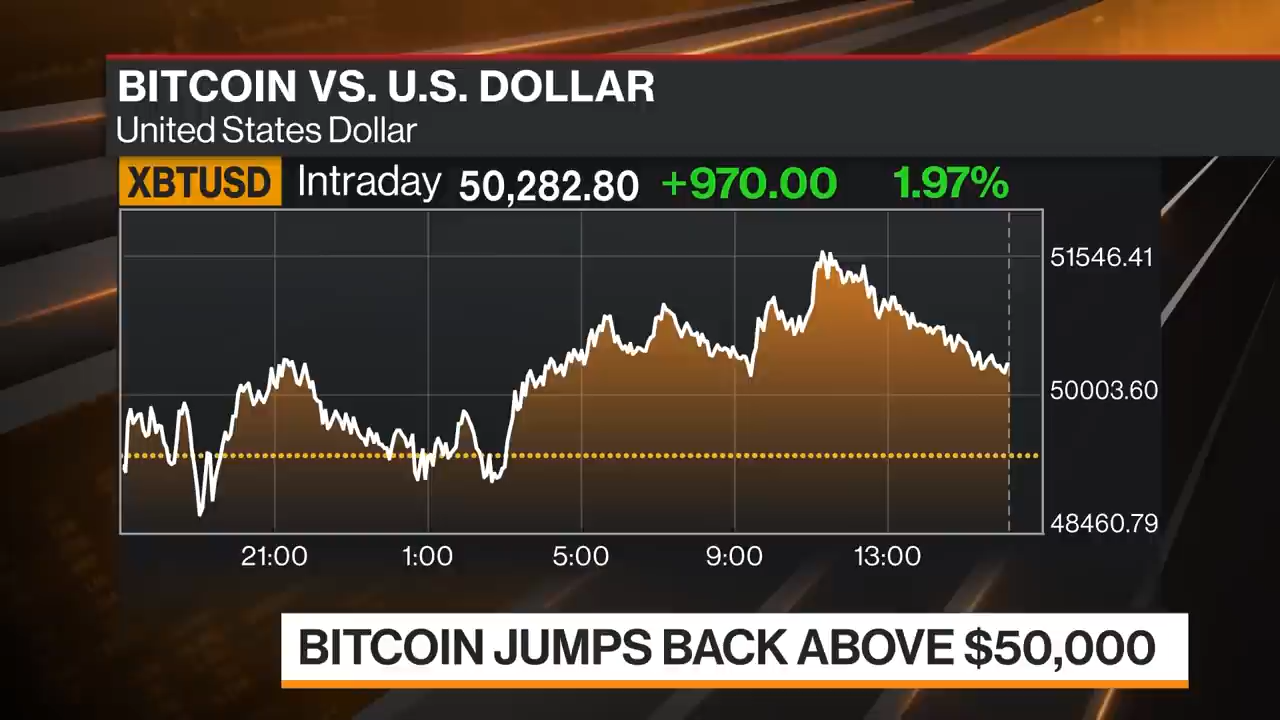 BITCOIN VS. U.S. DOLLAR
United States Dollar
XBTUSD Intraday 50,282.80 +970.00 1.97%
51546.41
50003.60
48460.79
21:00 1:00 5:00 9:00 13:00
BITCOIN JUMPS BACK ABOVE $50,000